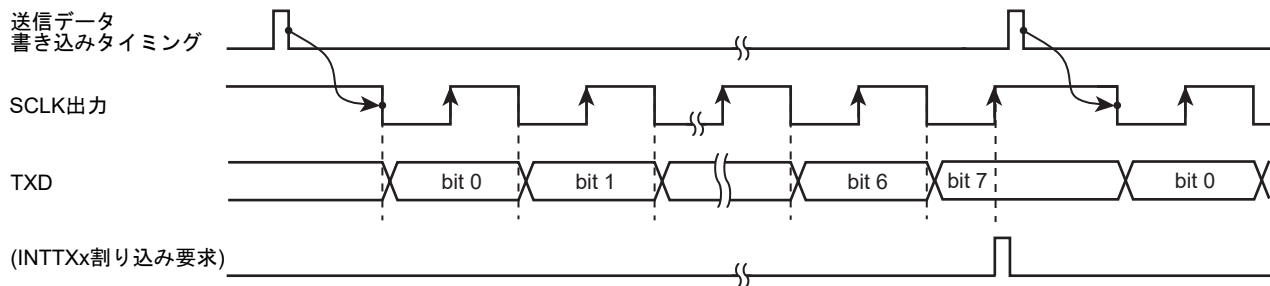 送信データ
書き込みタイミング
SCLK出力
TXD
bit 0
bit 1
bit 6
bit 7
bit 0
(INTTXx割り込み要求)